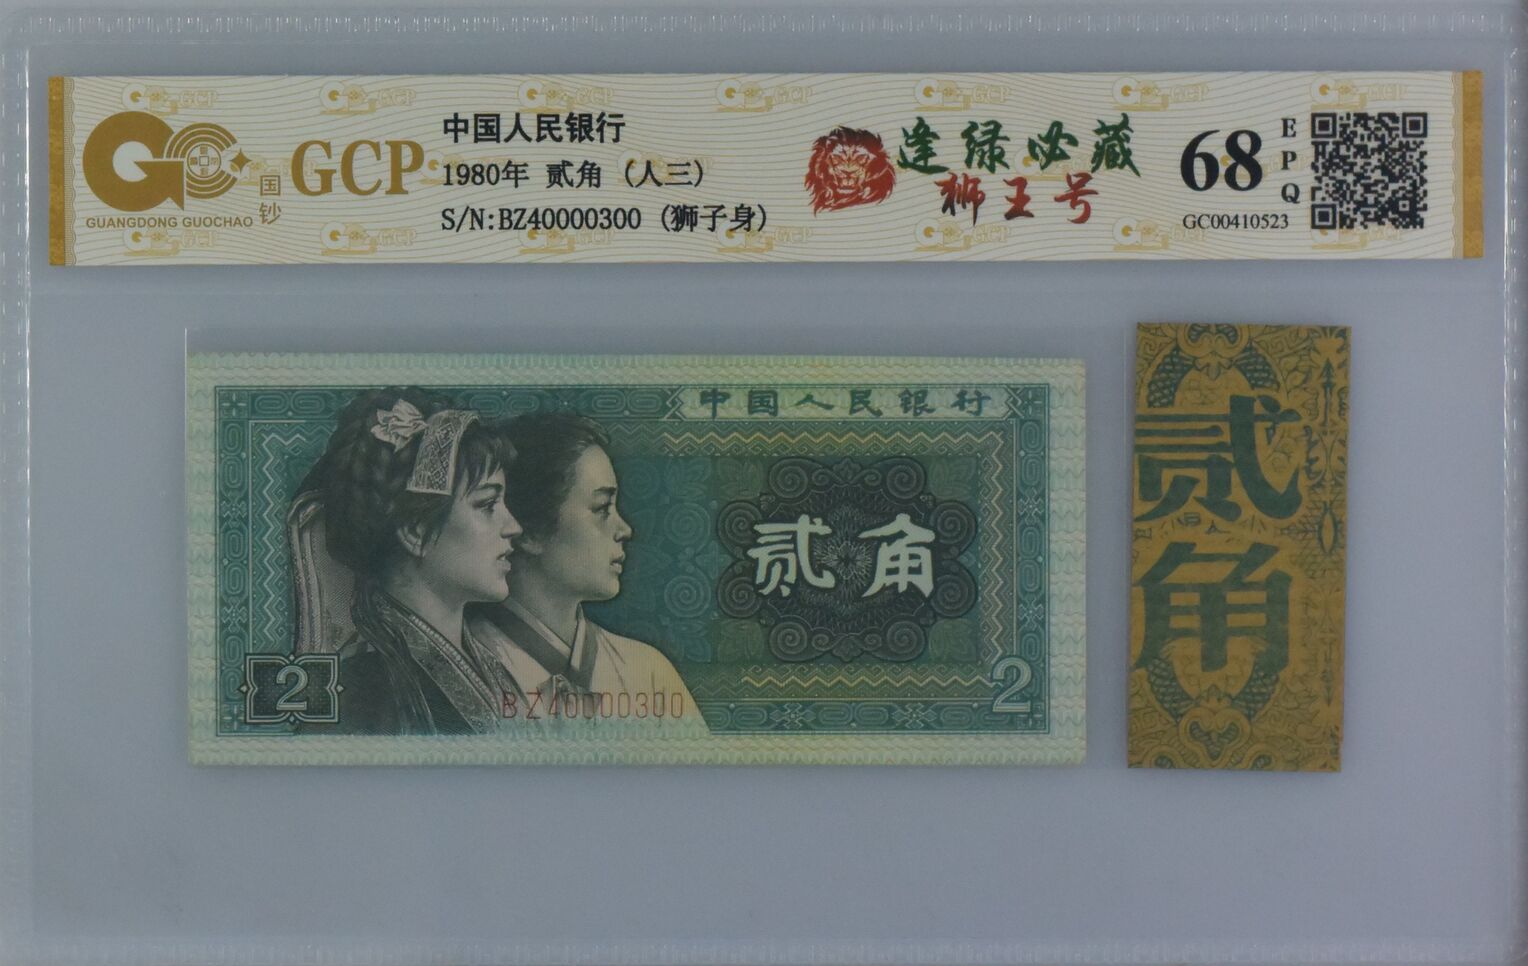 GCP
国钞
GUANGDONG GUOCHAO
中国人民银行
1980年 贰角 (人三)
S/N:BZ40000300 (狮子身)
逢绿必藏
狮王号
68
EPQ
GC00410523
中国人民银行
贰角
2
BZ40000300
2
贰角